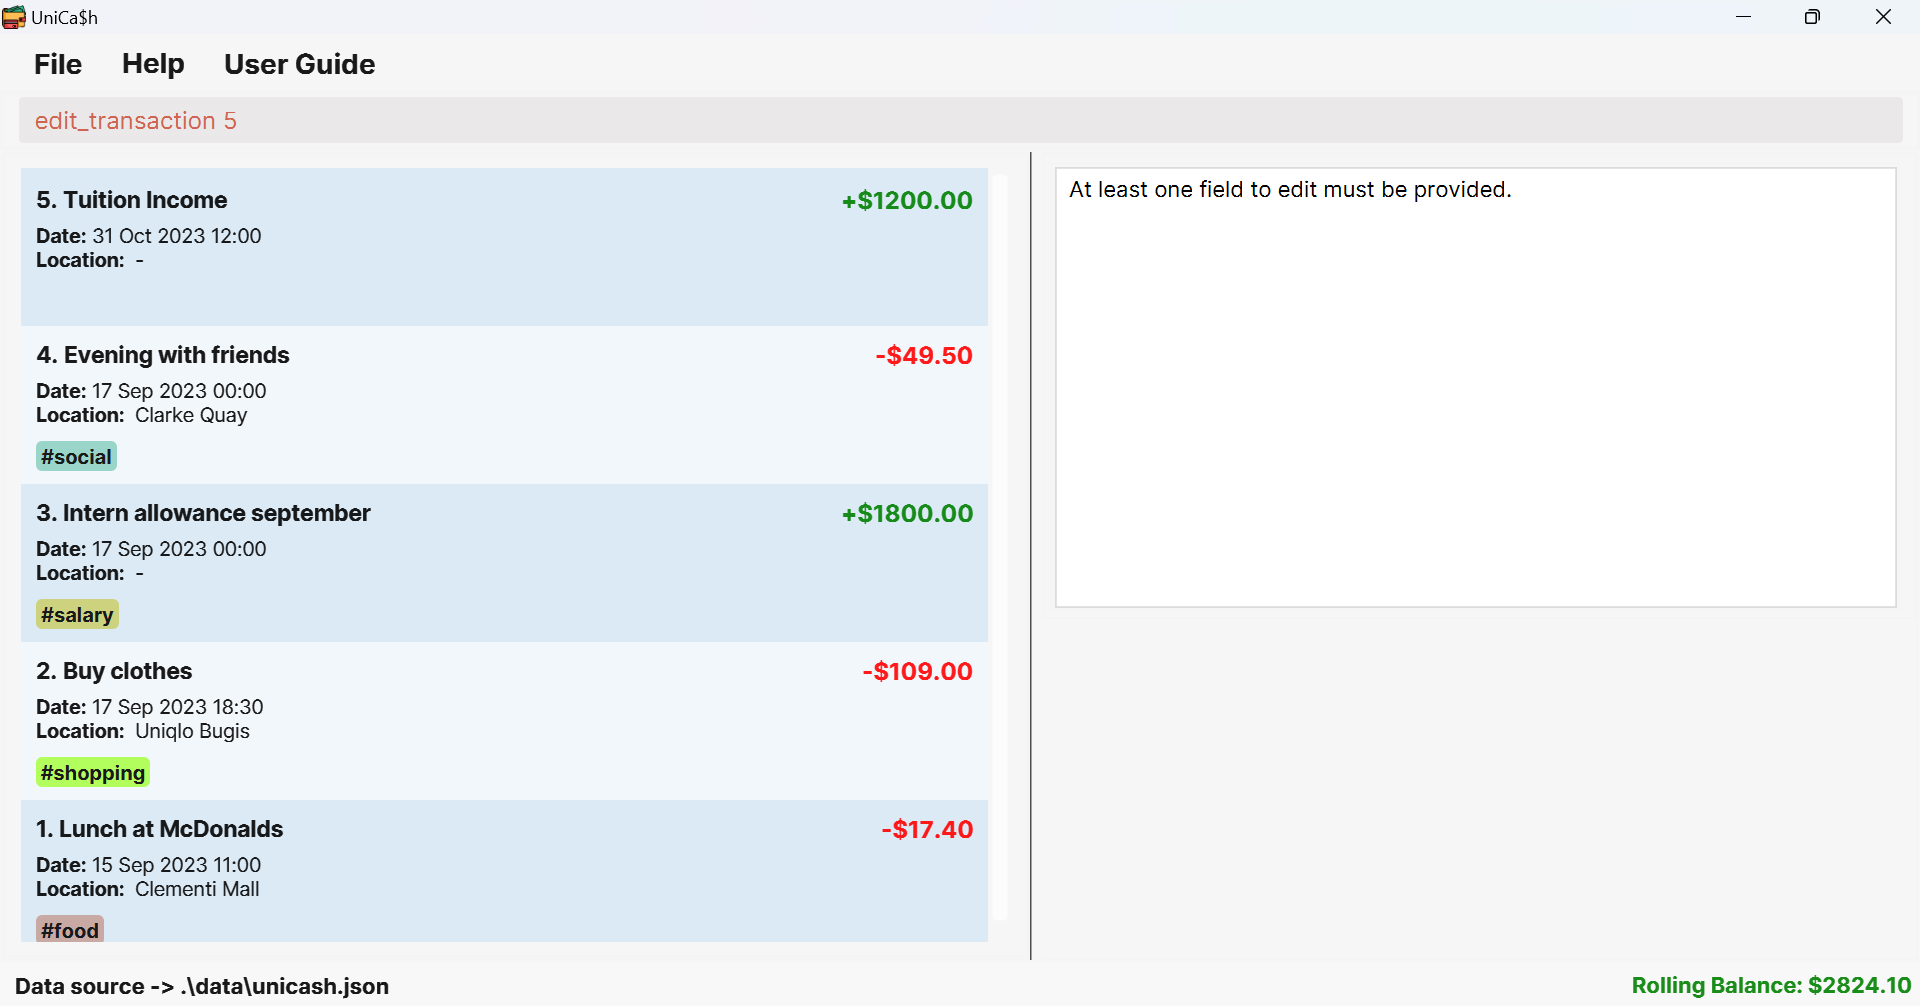 UniCa$h
File Help User Guide
edit_transaction 5
5. Tuition Income +$1200.00
Date: 31 Oct 2023 12:00
Location: -
4. Evening with friends -$49.50
Date: 17 Sep 2023 00:00
Location: Clarke Quay
#social
3. Intern allowance september +$1800.00
Date: 17 Sep 2023 00:00
Location: -
#salary
2. Buy clothes -$109.00
Date: 17 Sep 2023 18:30
Location: Uniqlo Bugis
#shopping
1. Lunch at McDonalds -$17.40
Date: 15 Sep 2023 11:00
Location: Clementi Mall
#food
At least one field to edit must be provided.
Data source -> .\data\unicash.json
Rolling Balance: $2824.10